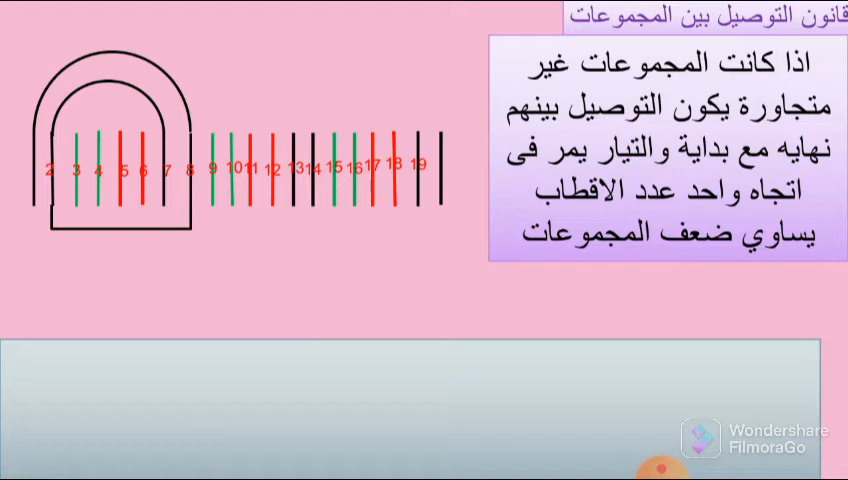 قانون التوصيل بين المجموعات
اذا كانت المجموعات غير
متجاورة يكون التوصيل بينهم
نهايه مع بداية والتيار يمر فى
اتجاه واحد عدد الاقطاب
يساوي ضعف المجموعات
2 3 4 5 6 7 8 9 10 11 12 13 14 15 16 17 18 19
Wondershare
FilmoraGo